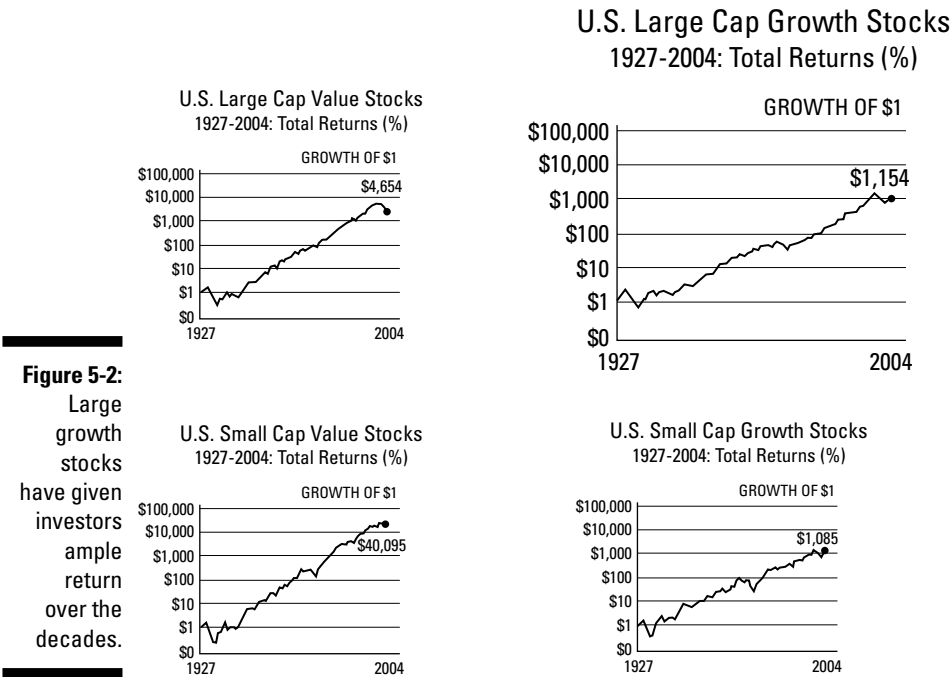 U.S. Large Cap Growth Stocks
1927-2004: Total Returns (%)
GROWTH OF $1
$100,000
$10,000
$1,154
$1,000
$100
$10
$1
$0
1927
2004
U.S. Large Cap Value Stocks
1927-2004: Total Returns (%)
GROWTH OF $1
$100,000
$4,654
$10,000
$1,000
$100
$10
$1
$0
1927
2004
Figure 5-2:
Large
growth
stocks
have given
investors
ample
return
over the
decades.
U.S. Small Cap Value Stocks
1927-2004: Total Returns (%)
GROWTH OF $1
$100,000
$10,000
$40,095
$1,000
$100
$10
$1
$0
1927
2004
U.S. Small Cap Growth Stocks
1927-2004: Total Returns (%)
GROWTH OF $1
$100,000
$10,000
$1,085
$1,000
$100
$10
$1
$0
1927
2004